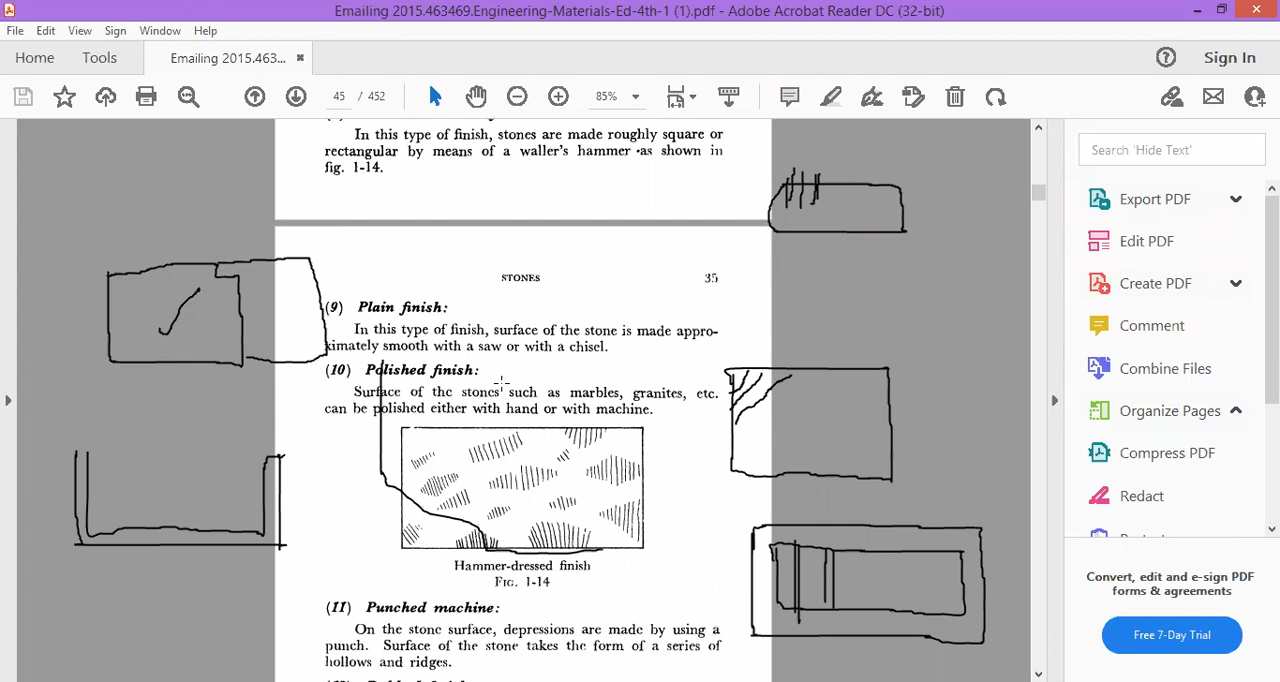 Emailing 2015.463469.Engineering-Materials-Ed-4th-1 (1).pdf - Adobe Acrobat Reader DC (32-bit)
File Edit View Sign Window Help
Home Tools Emailing 2015.463... Sign In
45 / 452 85%
In this type of finish, stones are made roughly square or
rectangular by means of a waller's hammer as shown in
fig. 1-14.
STONES 35
(9) Plain finish:
In this type of finish, surface of the stone is made appro-
ximately smooth with a saw or with a chisel.
(10) Polished finish:
Surface of the stones such as marbles, granites, etc.
can be polished either with hand or with machine.
Hammer-dressed finish
FIG. 1-14
(11) Punched machine:
On the stone surface, depressions are made by using a
punch. Surface of the stone takes the form of a series of
hollows and ridges.
Search 'Hide Text'
Export PDF
Edit PDF
Create PDF
Comment
Combine Files
Organize Pages
Compress PDF
Redact
Convert, edit and e-sign PDF
forms & agreements
Free 7-Day Trial